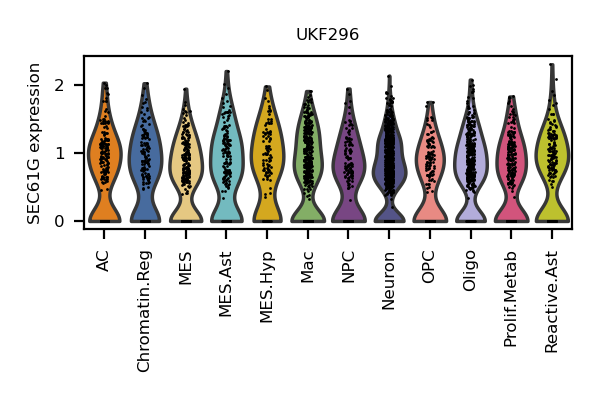 UKF296
SEC61G expression
2
1
0
AC
Chromatin.Reg
MES
MES.Ast
MES.Hyp
Mac
NPC
Neuron
OPC
Oligo
Prolif.Metab
Reactive.Ast